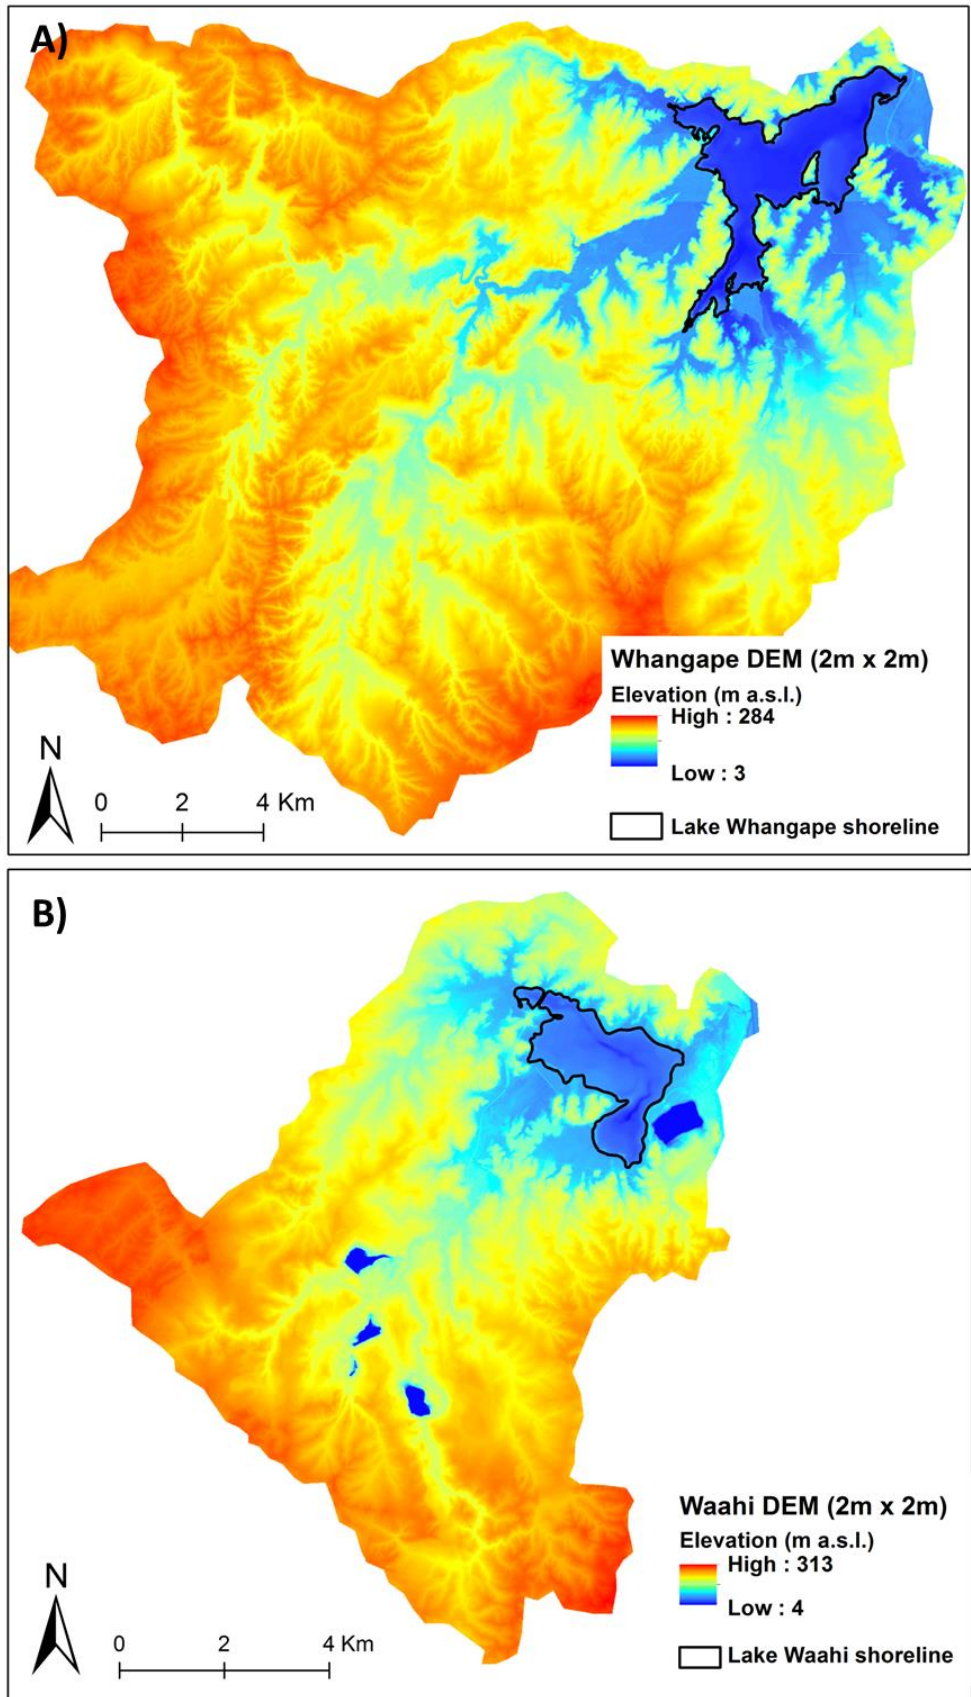 A)
Whangape DEM (2m x 2m)
Elevation (m a.s.l.)
High : 284
Low : 3
Lake Whangape shoreline
N
0 2 4 Km
B)
Waahi DEM (2m x 2m)
Elevation (m a.s.l.)
High : 313
Low : 4
Lake Waahi shoreline
N
0 2 4 Km